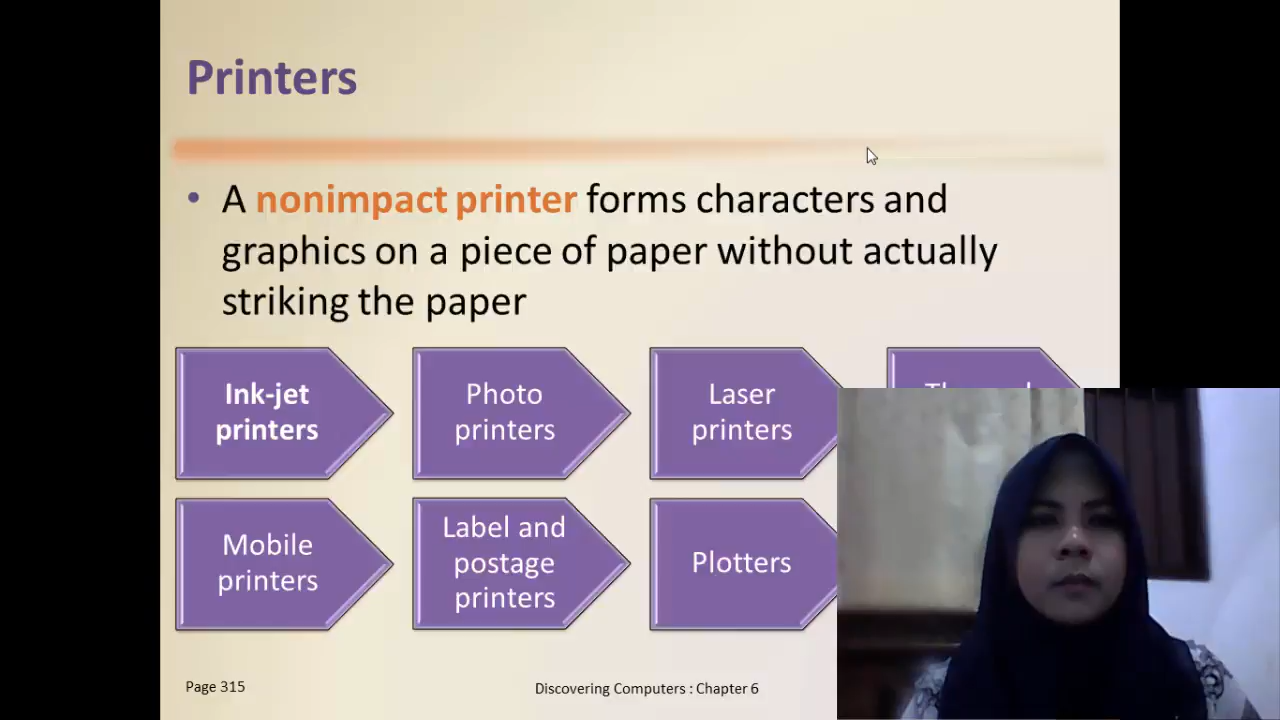 Printers
• A nonimpact printer forms characters and
graphics on a piece of paper without actually
striking the paper
Ink-jet
printers
Photo
printers
Laser
printers
Mobile
printers
Label and
postage
printers
Plotters
Page 315
Discovering Computers : Chapter 6